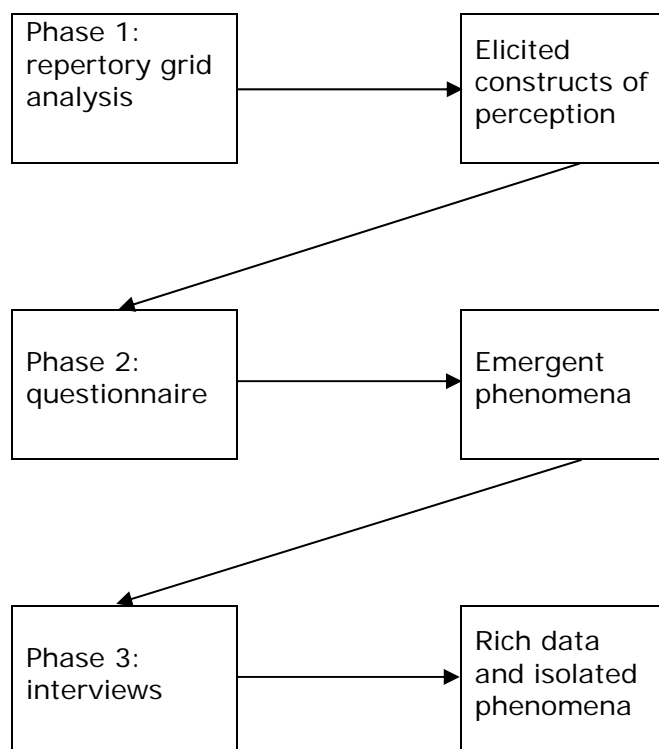 Phase 1:
repertory grid
analysis
Elicited
constructs of
perception
Phase 2:
questionnaire
Emergent
phenomena
Phase 3:
interviews
Rich data
and isolated
phenomena